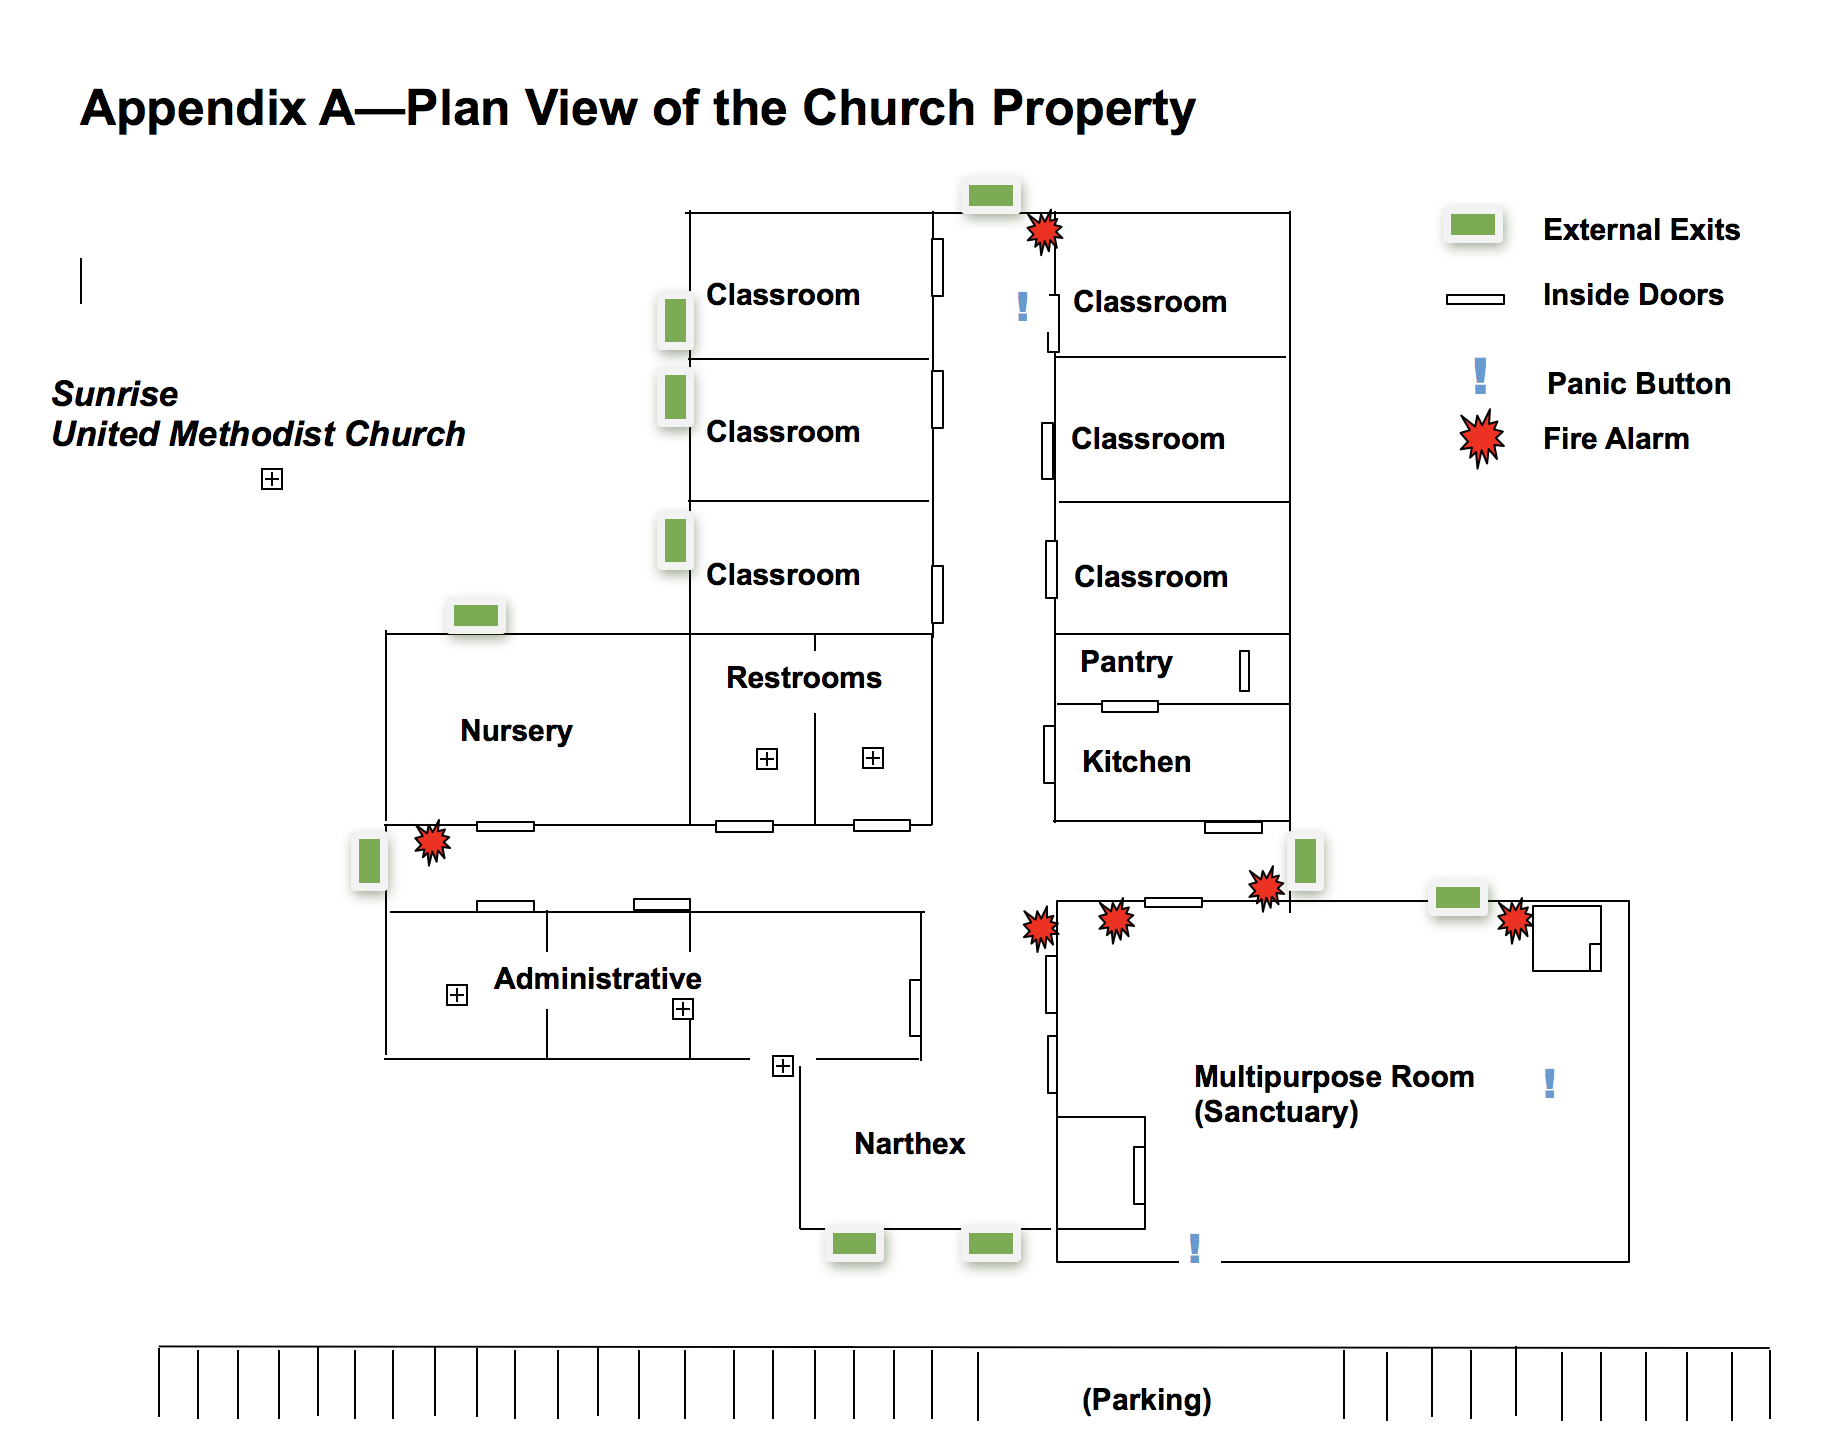 Appendix A—Plan View of the Church Property
External Exits
Inside Doors
Panic Button
Fire Alarm
Sunrise
United Methodist Church
Classroom
Classroom
Classroom
Classroom
Classroom
Classroom
Pantry
Restrooms
Nursery
Kitchen
Administrative
Multipurpose Room
(Sanctuary)
Narthex
(Parking)